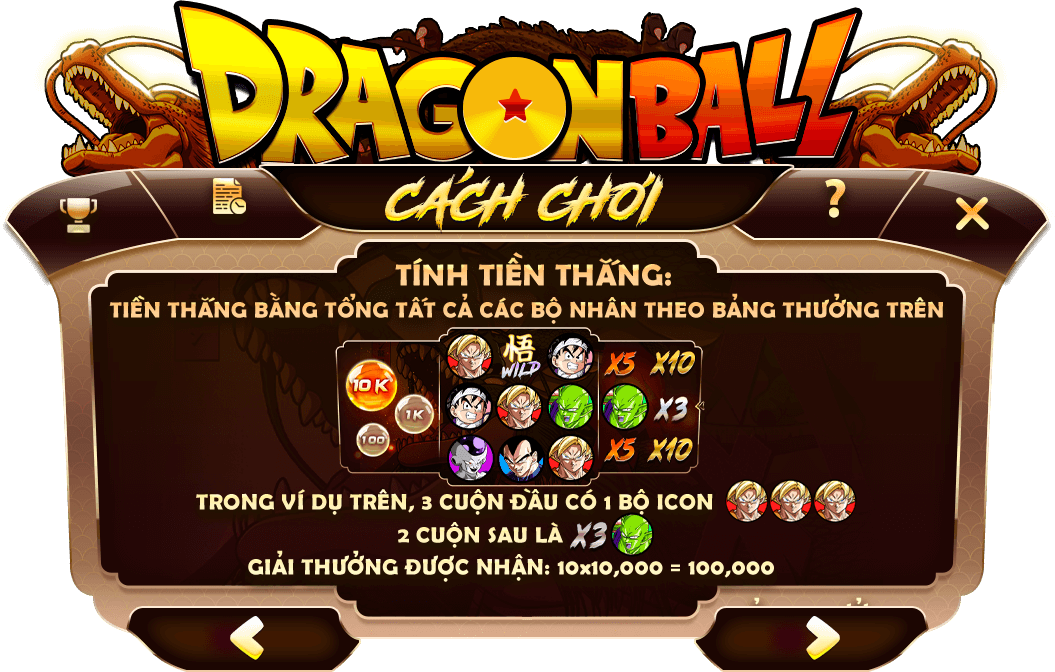 DRAGON BALL
CÁCH CHƠI
?
TÍNH TIỀN THẮNG:
TIỀN THẮNG BẰNG TỔNG TẤT CẢ CÁC BỘ NHÂN THEO BẢNG THƯỞNG TRÊN
悟
WILD
X5 X10
10K
1K
X3
100
X5 X10
TRONG VÍ DỤ TRÊN, 3 CUỘN ĐẦU CÓ 1 BỘ ICON
2 CUỘN SAU LÀ X3
GIẢI THƯỞNG ĐƯỢC NHẬN: 10x10,000 = 100,000